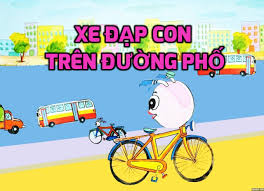 XE ĐẠP CON
TRÊN ĐƯỜNG PHỐ